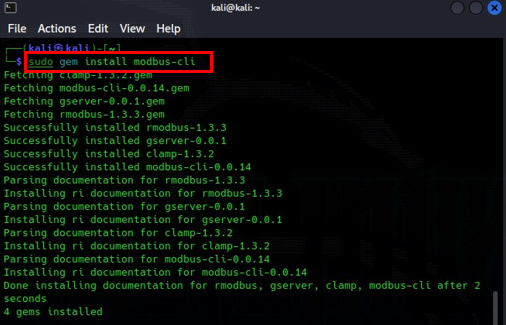 kali@kali: ~
File Actions Edit View Help
┌──(kali㉿kali)-[~]
└─$ sudo gem install modbus-cli
Fetching clamp-1.3.2.gem
Fetching modbus-cli-0.0.14.gem
Fetching gserver-0.0.1.gem
Fetching rmodbus-1.3.3.gem
Successfully installed rmodbus-1.3.3
Successfully installed gserver-0.0.1
Successfully installed clamp-1.3.2
Successfully installed modbus-cli-0.0.14
Parsing documentation for rmodbus-1.3.3
Installing ri documentation for rmodbus-1.3.3
Parsing documentation for gserver-0.0.1
Installing ri documentation for gserver-0.0.1
Parsing documentation for clamp-1.3.2
Installing ri documentation for clamp-1.3.2
Parsing documentation for modbus-cli-0.0.14
Installing ri documentation for modbus-cli-0.0.14
Done installing documentation for rmodbus, gserver, clamp, modbus-cli after 2
seconds
4 gems installed